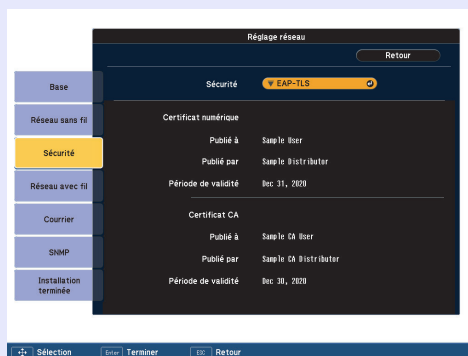 Réglage réseau
Retour
Base
Sécurité
EAP-TLS
Réseau sans fil
Certificat numérique
Publié à
Sample User
Sécurité
Publié par
Sample Distributor
Réseau avec fil
Période de validité
Dec 31, 2020
Courrier
Certificat CA
Publié à
Sample CA User
SNMP
Publié par
Sample CA Distributor
Installation
terminée
Période de validité
Dec 30, 2020
Sélection
Enter
Terminer
ESC
Retour